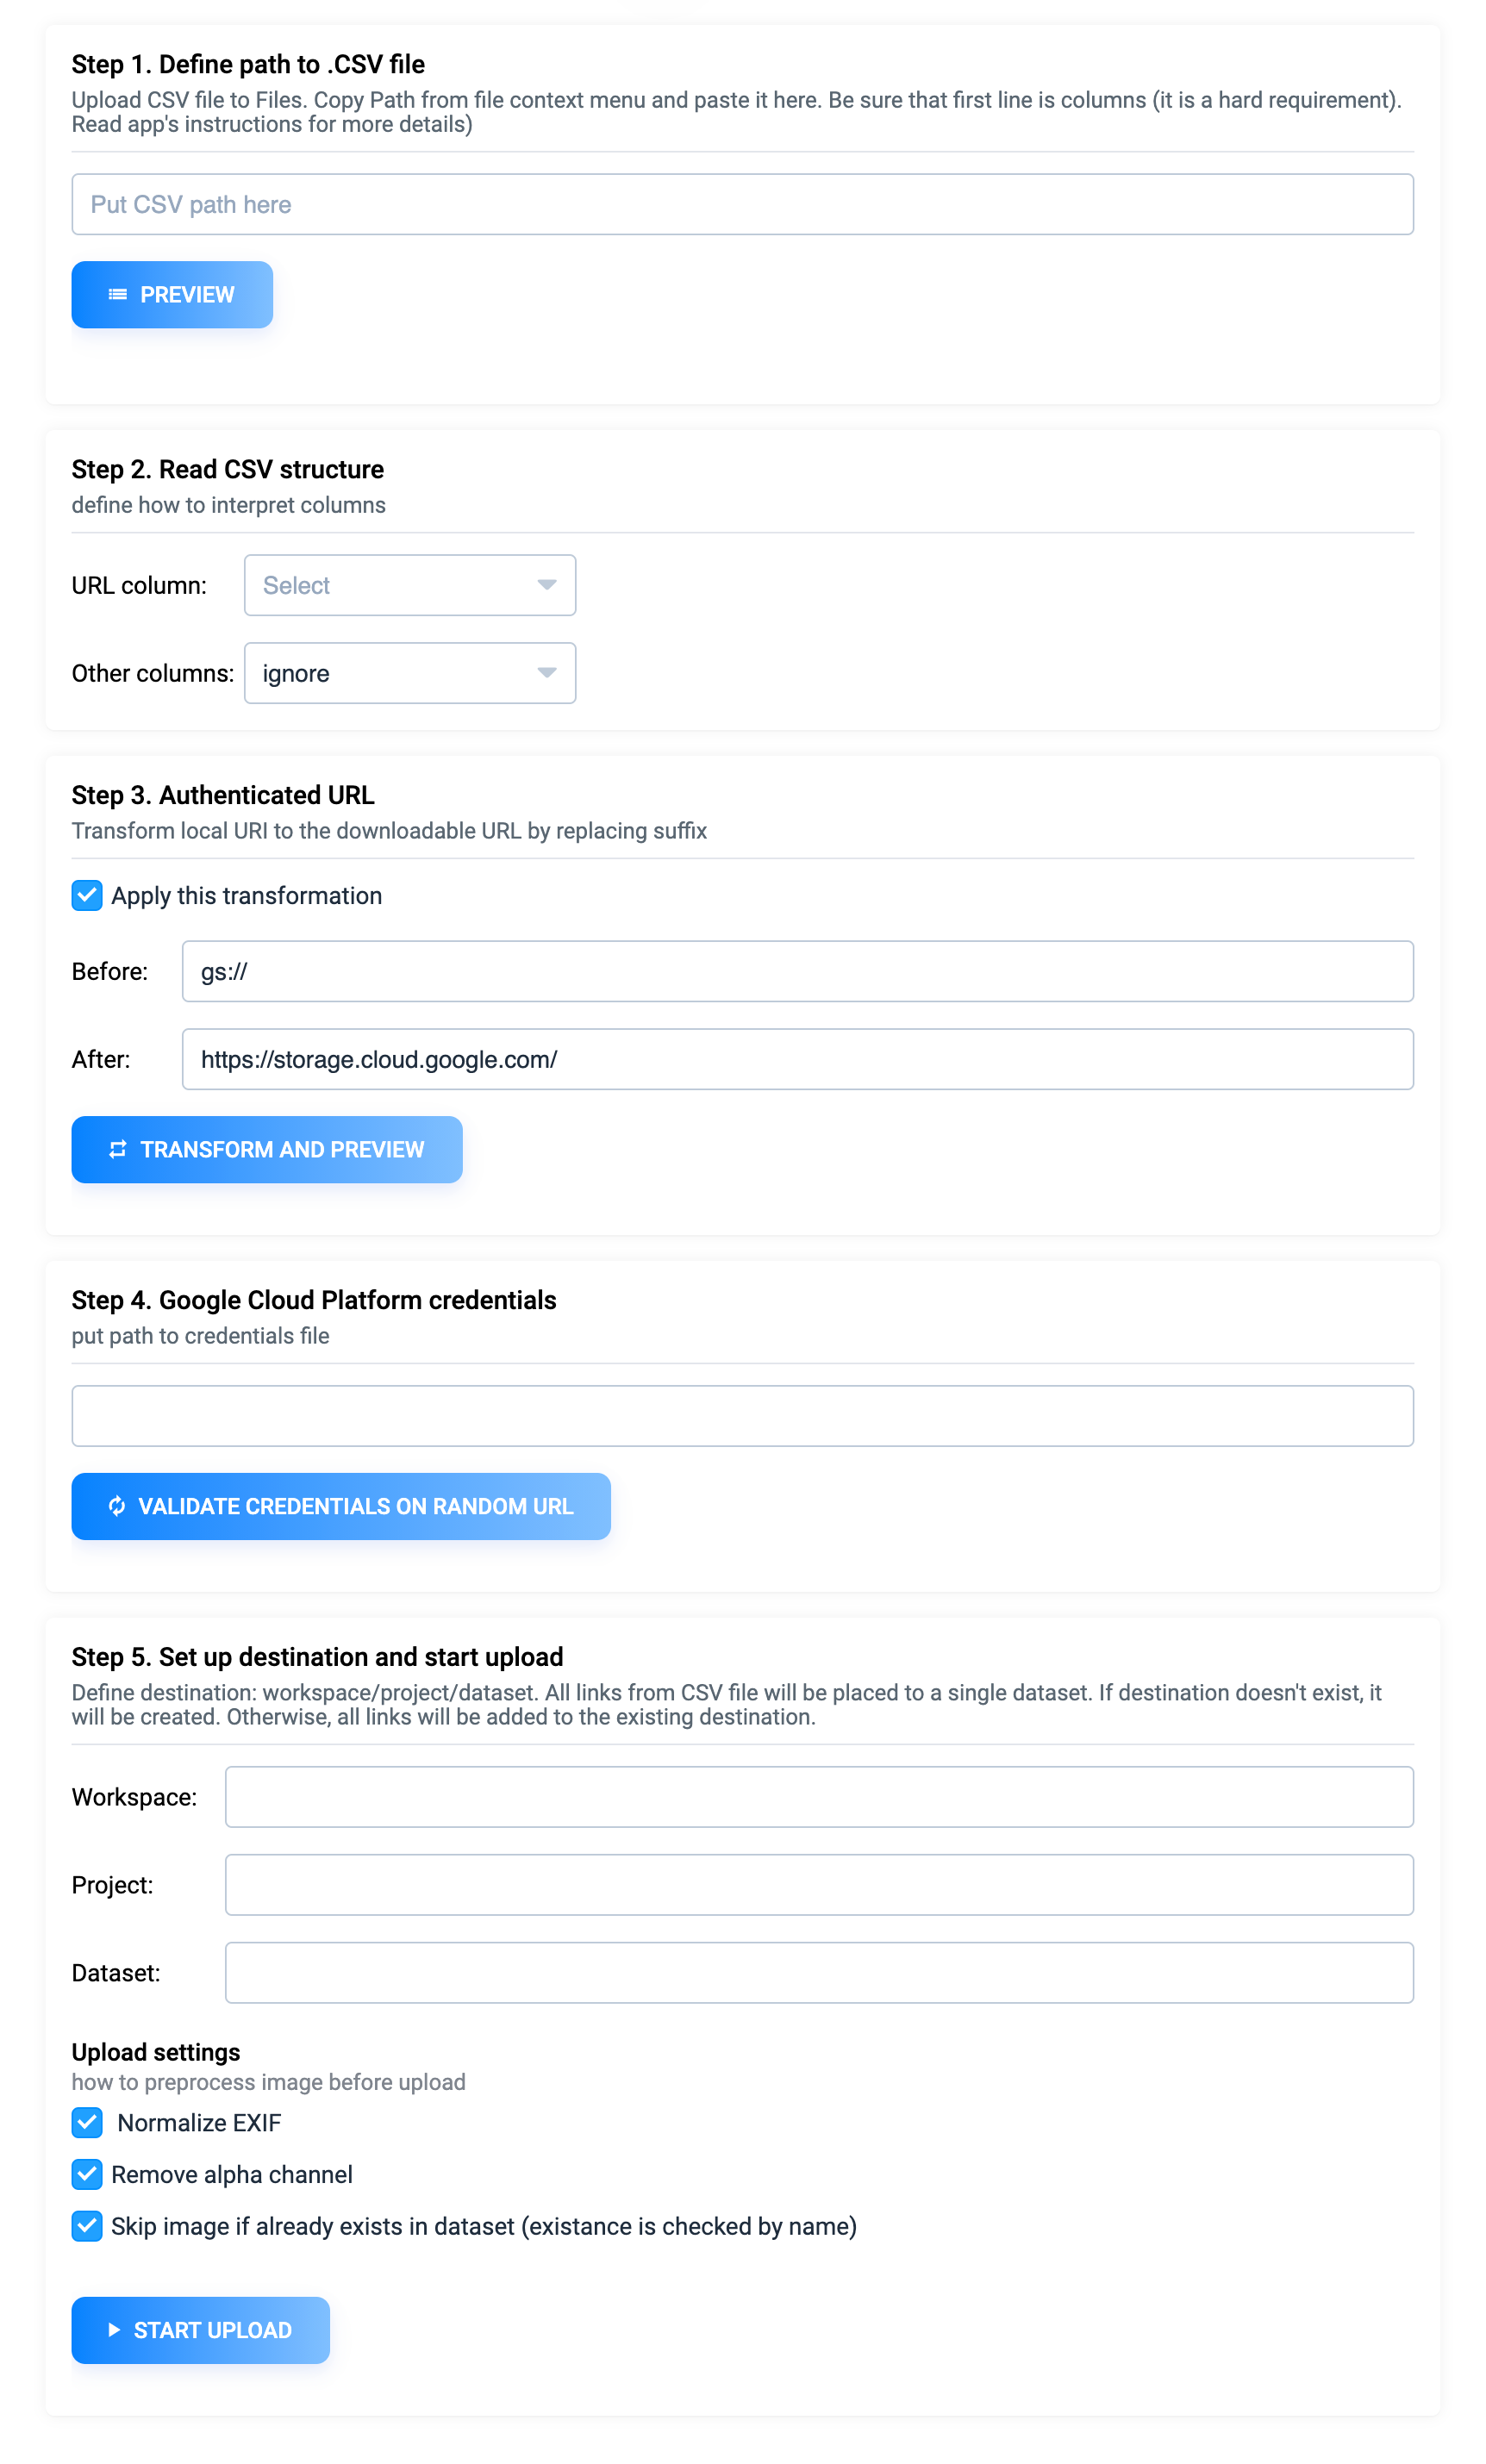 Step 1. Define path to .CSV file
Upload CSV file to Files. Copy Path from file context menu and paste it here. Be sure that first line is columns (it is a hard requirement).
Read app's instructions for more details)
Put CSV path here
PREVIEW
Step 2. Read CSV structure
define how to interpret columns
URL column: Select
Other columns: ignore
Step 3. Authenticated URL
Transform local URI to the downloadable URL by replacing suffix
Apply this transformation
Before: gs://
After: https://storage.cloud.google.com/
TRANSFORM AND PREVIEW
Step 4. Google Cloud Platform credentials
put path to credentials file
VALIDATE CREDENTIALS ON RANDOM URL
Step 5. Set up destination and start upload
Define destination: workspace/project/dataset. All links from CSV file will be placed to a single dataset. If destination doesn't exist, it
will be created. Otherwise, all links will be added to the existing destination.
Workspace:
Project:
Dataset:
Upload settings
how to preprocess image before upload
Normalize EXIF
Remove alpha channel
Skip image if already exists in dataset (existance is checked by name)
START UPLOAD